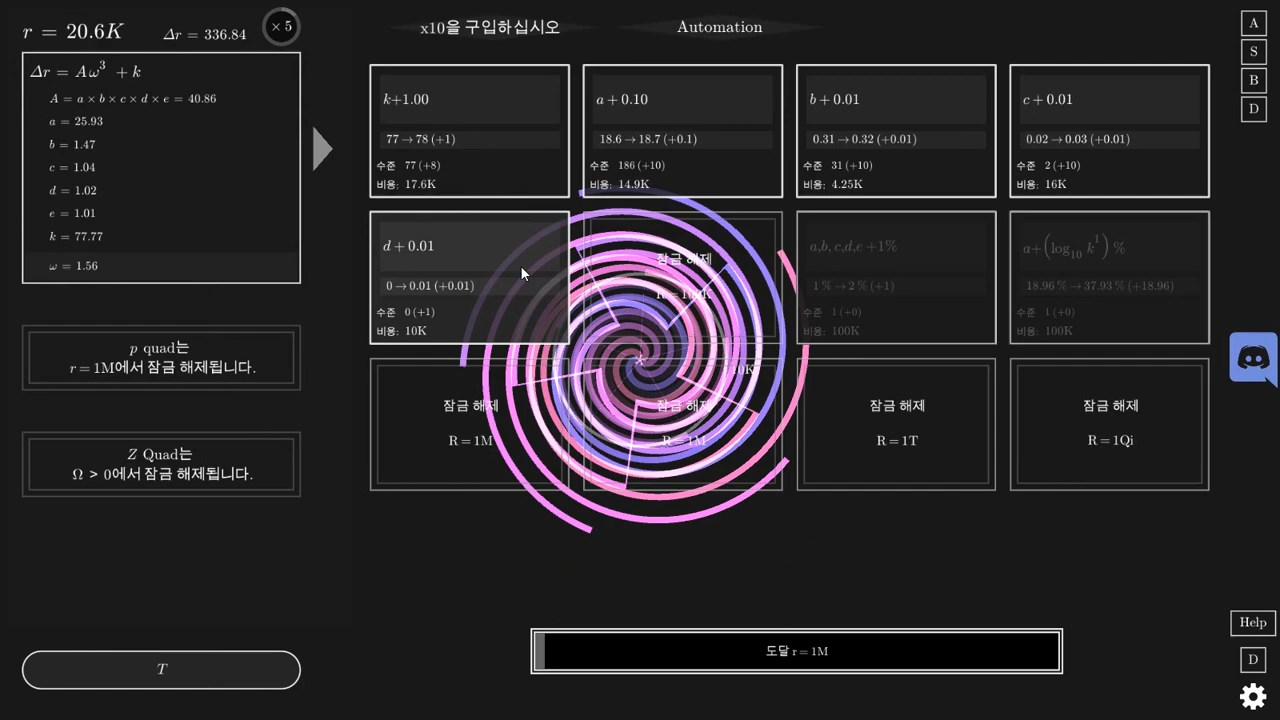 r = 20.6K
Δr = 336.84
× 5
Δr = Aω³ + k
A = a × b × c × d × e = 40.86
a = 25.93
b = 1.47
c = 1.04
d = 1.02
e = 1.01
k = 77.77
ω = 1.56
p quad는
r = 1M에서 잠금 해제됩니다.
Z Quad는
Ω > 0에서 잠금 해제됩니다.
T
x10을 구입하십시오
Automation
k+1.00
77 → 78 (+1)
수준 77 (+8)
비용: 17.6K
a + 0.10
18.6 → 18.7 (+0.1)
수준 186 (+10)
비용: 14.9K
b + 0.01
0.31 → 0.32 (+0.01)
수준 31 (+10)
비용: 4.25K
c + 0.01
0.02 → 0.03 (+0.01)
수준 2 (+10)
비용: 16K
d + 0.01
0 → 0.01 (+0.01)
수준 0 (+1)
비용: 10K
잠금 해제
a,b, c,d,e +1%
1 % → 2 % (+1)
수준 1 (+0)
비용: 100K
a+(log₁₀ k¹) %
18.96 % → 37.93 % (+18.96)
수준 1 (+0)
비용: 100K
10K
잠금 해제
R = 1M
잠금 해제
R = 1M
잠금 해제
R = 1T
잠금 해제
R = 1Qi
도달 r = 1M
A
S
B
D
Help
D